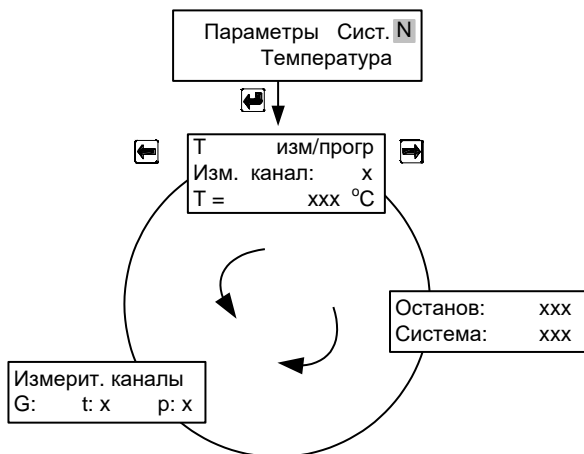 Параметры Сист. N
Температура
T изм/прогр
Изм. канал: x
T = xxx °C
Останов: xxx
Система: xxx
Измерит. каналы
G: t: x p: x